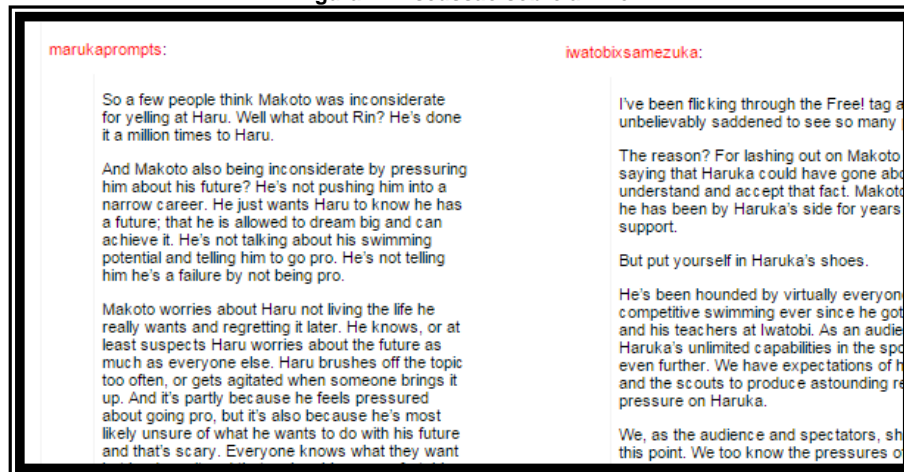 marukaprompts:
So a few people think Makoto was inconsiderate
for yelling at Haru. Well what about Rin? He's done
it a million times to Haru.
And Makoto also being inconsiderate by pressuring
him about his future? He's not pushing him into a
narrow career. He just wants Haru to know he has
a future; that he is allowed to dream big and can
achieve it. He's not talking about his swimming
potential and telling him to go pro. He's not telling
him he's a failure by not being pro.
Makoto worries about Haru not living the life he
really wants and regretting it later. He knows, or at
least suspects Haru worries about the future as
much as everyone else. Haru brushes off the topic
too often, or gets agitated when someone brings it
up. And it's partly because he feels pressured
about going pro, but it's also because he's most
likely unsure of what he wants to do with his future
and that's scary. Everyone knows what they want
iwatobixsamezuka:
I've been flicking through the Free! tag a
unbelievably saddened to see so many
The reason? For lashing out on Makoto
saying that Haruka could have gone abo
understand and accept that fact. Makoto
he has been by Haruka's side for years
support.
But put yourself in Haruka's shoes.
He's been hounded by virtually everyon
competitive swimming ever since he got
and his teachers at Iwatobi. As an audie
Haruka's unlimited capabilities in the spo
even further. We have expectations of h
and the scouts to produce astounding re
pressure on Haruka.
We, as the audience and spectators, sh
this point. We too know the pressures o